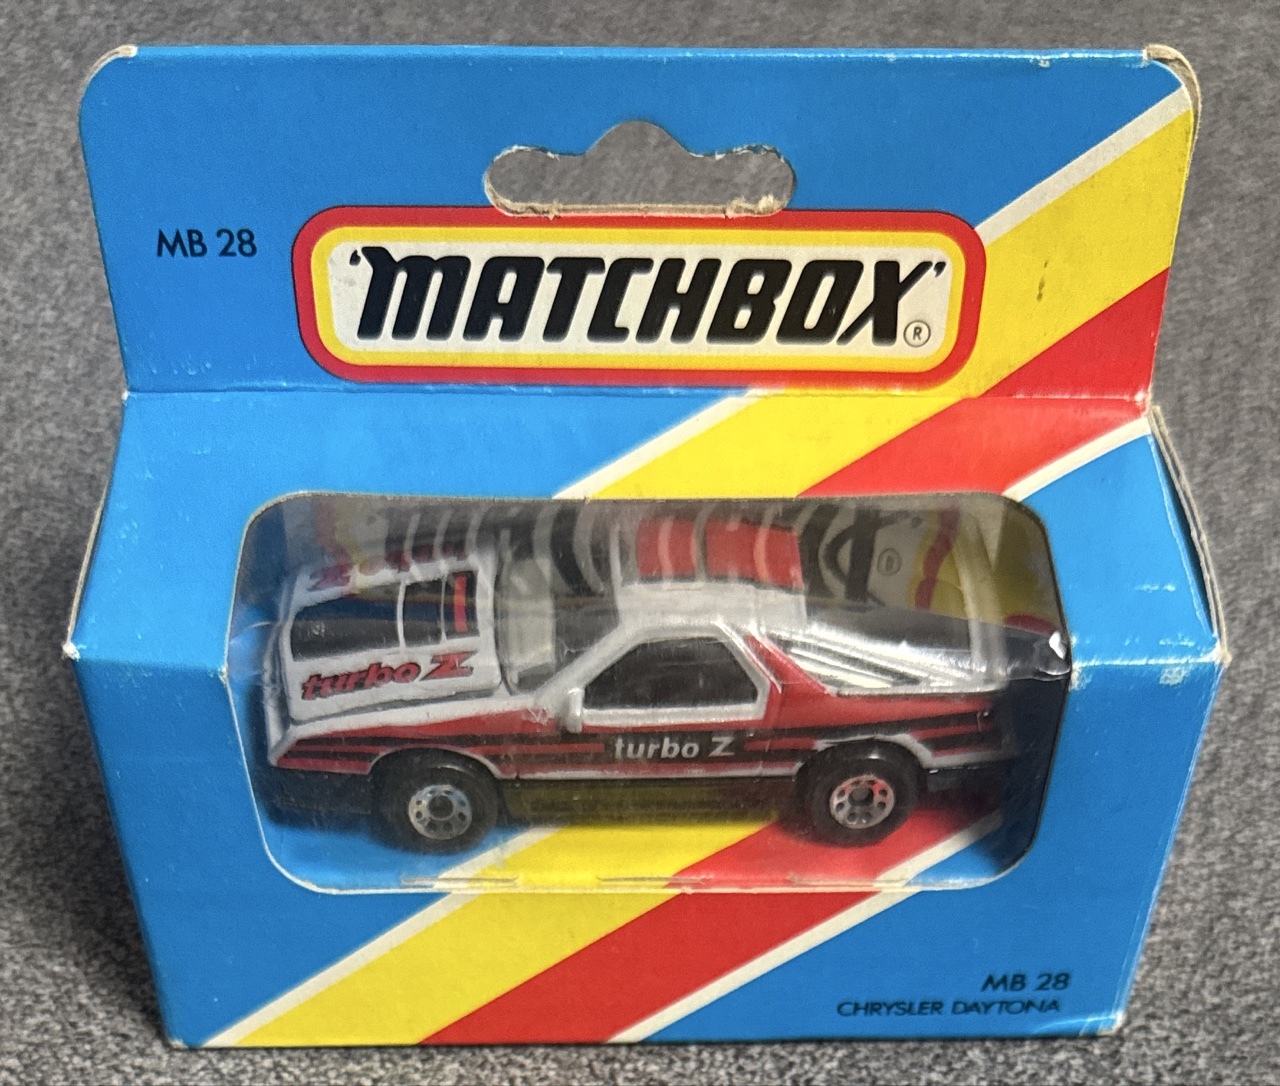 MB 28
'MATCHBOX'®
turbo Z
turbo Z
MB 28
CHRYSLER DAYTONA